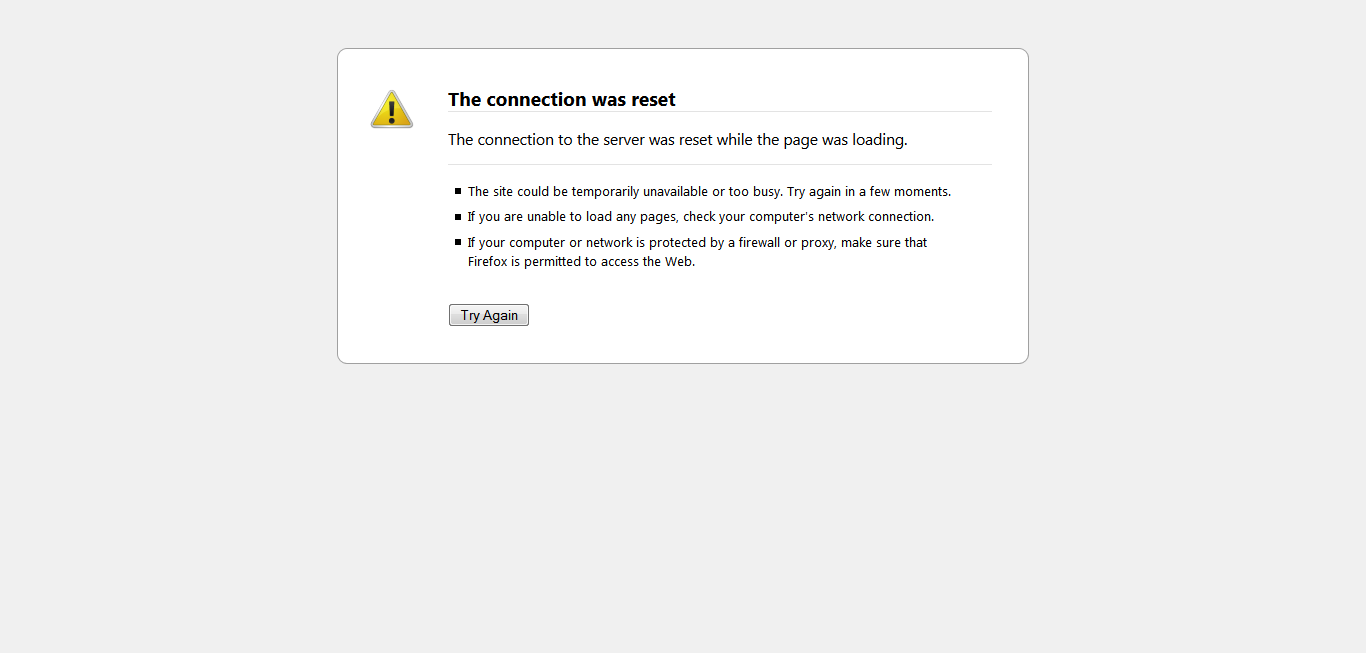 The connection was reset
The connection to the server was reset while the page was loading.
The site could be temporarily unavailable or too busy. Try again in a few moments.
If you are unable to load any pages, check your computer's network connection.
If your computer or network is protected by a firewall or proxy, make sure that
Firefox is permitted to access the Web.
Try Again